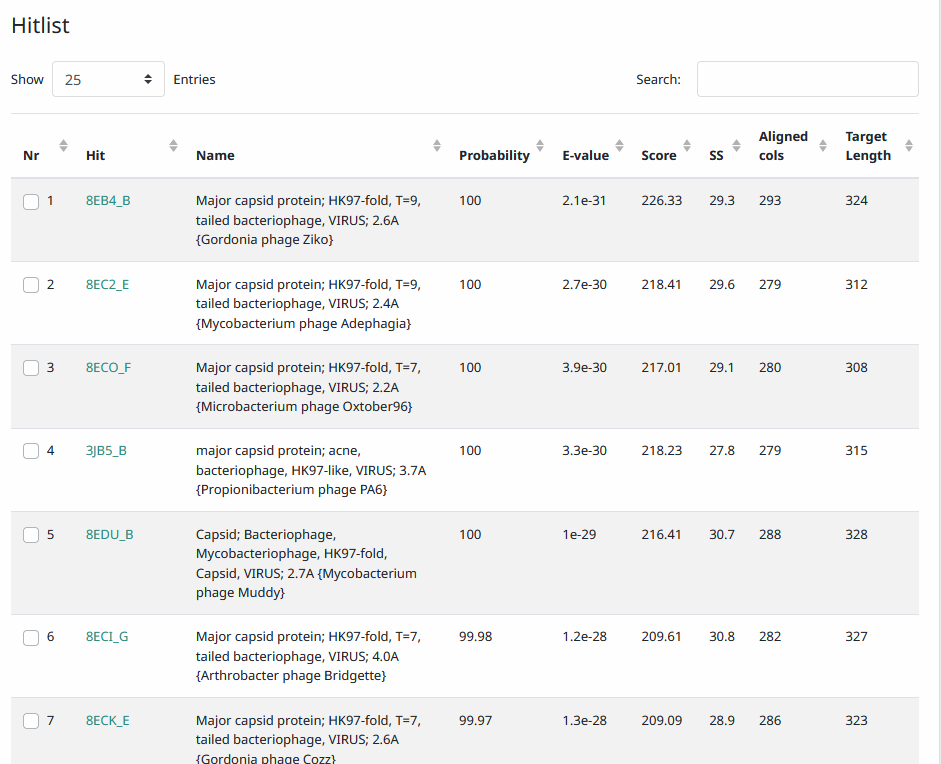 Hitlist
Show 25 Entries Search:
Nr Hit Name Probability E-value Score SS Aligned cols Target Length
1 8EB4_B Major capsid protein; HK97-fold, T=9, 100 2.1e-31 226.33 29.3 293 324
tailed bacteriophage, VIRUS; 2.6A
{Gordonia phage Ziko}
2 8EC2_E Major capsid protein; HK97-fold, T=9, 100 2.7e-30 218.41 29.6 279 312
tailed bacteriophage, VIRUS; 2.4A
{Mycobacterium phage Adephagia}
3 8ECO_F Major capsid protein; HK97-fold, T=7, 100 3.9e-30 217.01 29.1 280 308
tailed bacteriophage, VIRUS; 2.2A
{Microbacterium phage Oxtober96}
4 3JB5_B major capsid protein; acne, 100 3.3e-30 218.23 27.8 279 315
bacteriophage, HK97-like, VIRUS; 3.7A
{Propionibacterium phage PA6}
5 8EDU_B Capsid; Bacteriophage, 100 1e-29 216.41 30.7 288 328
Mycobacteriophage, HK97-fold,
Capsid, VIRUS; 2.7A {Mycobacterium
phage Muddy}
6 8ECI_G Major capsid protein; HK97-fold, T=7, 99.98 1.2e-28 209.61 30.8 282 327
tailed bacteriophage, VIRUS; 4.0A
{Arthrobacter phage Bridgette}
7 8ECK_E Major capsid protein; HK97-fold, T=7, 99.97 1.3e-28 209.09 28.9 286 323
tailed bacteriophage, VIRUS; 2.6A
{Gordonia phage Cozz}